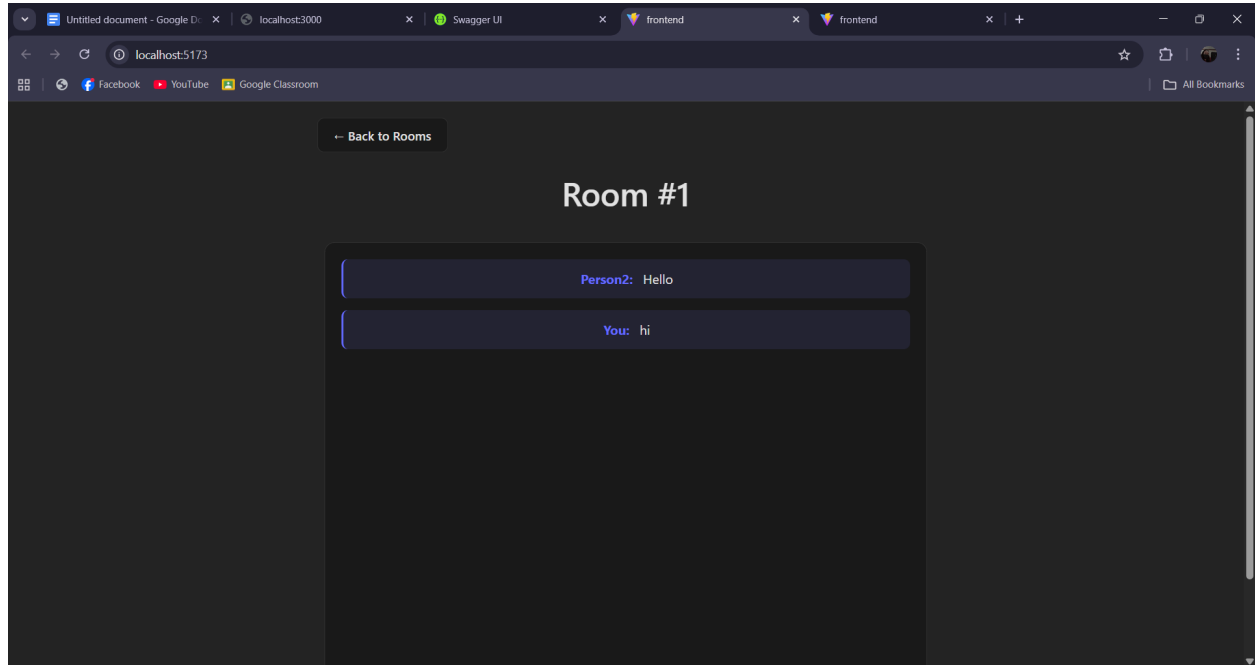 Untitled document - Google Do
localhost:3000
Swagger UI
frontend
frontend
localhost:5173
Facebook
YouTube
Google Classroom
All Bookmarks
← Back to Rooms
Room #1
Person2: Hello
You: hi